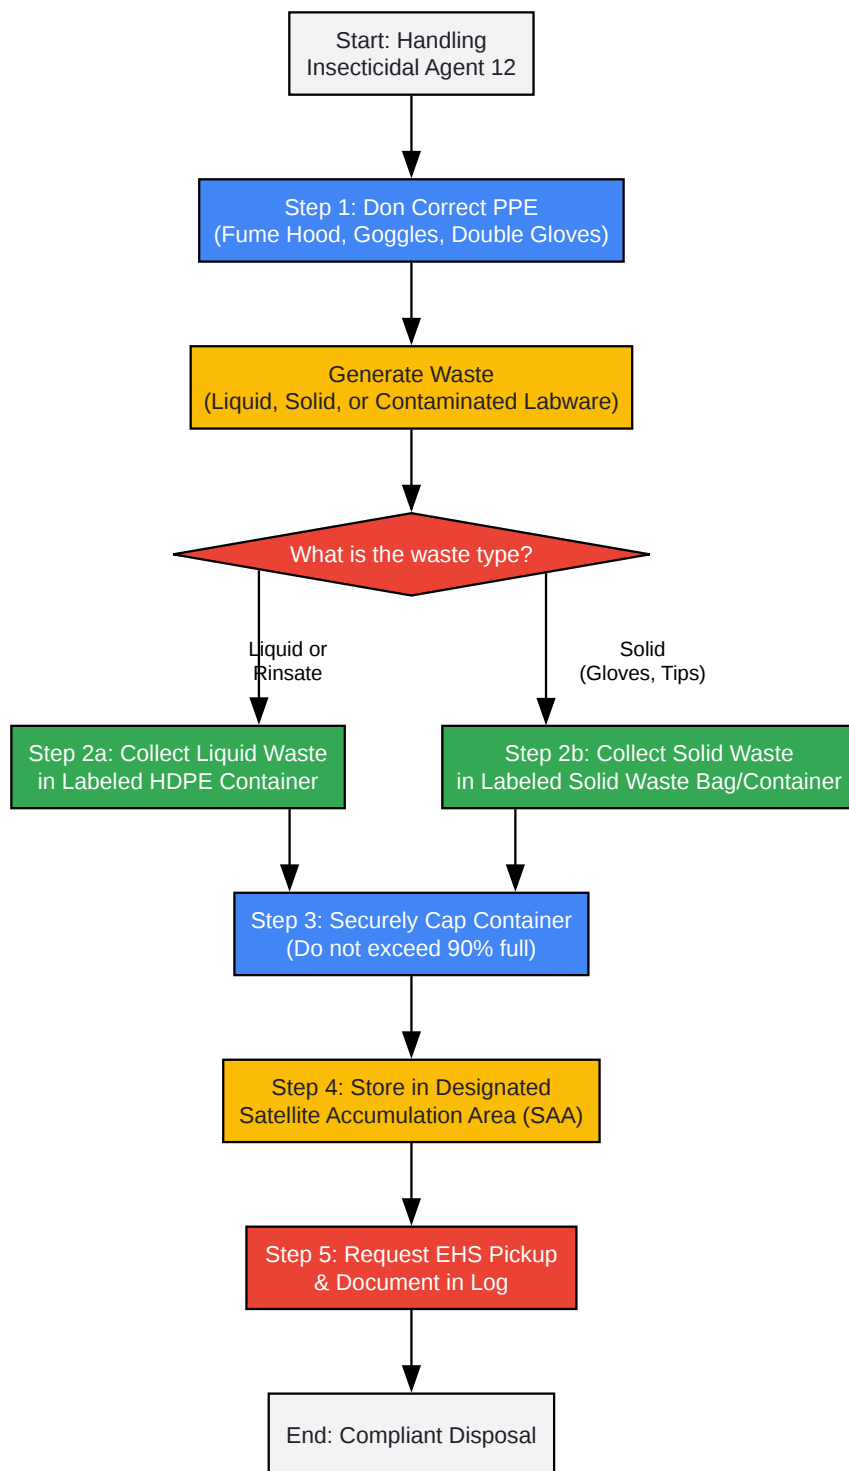 Start: Handling
Insecticidal Agent 12
Step 1: Don Correct PPE
(Fume Hood, Goggles, Double Gloves)
Generate Waste
(Liquid, Solid, or Contaminated Labware)
What is the waste type?
Liquid or
Rinsate
Solid
(Gloves, Tips)
Step 2a: Collect Liquid Waste
in Labeled HDPE Container
Step 2b: Collect Solid Waste
in Labeled Solid Waste Bag/Container
Step 3: Securely Cap Container
(Do not exceed 90% full)
Step 4: Store in Designated
Satellite Accumulation Area (SAA)
Step 5: Request EHS Pickup
& Document in Log
End: Compliant Disposal